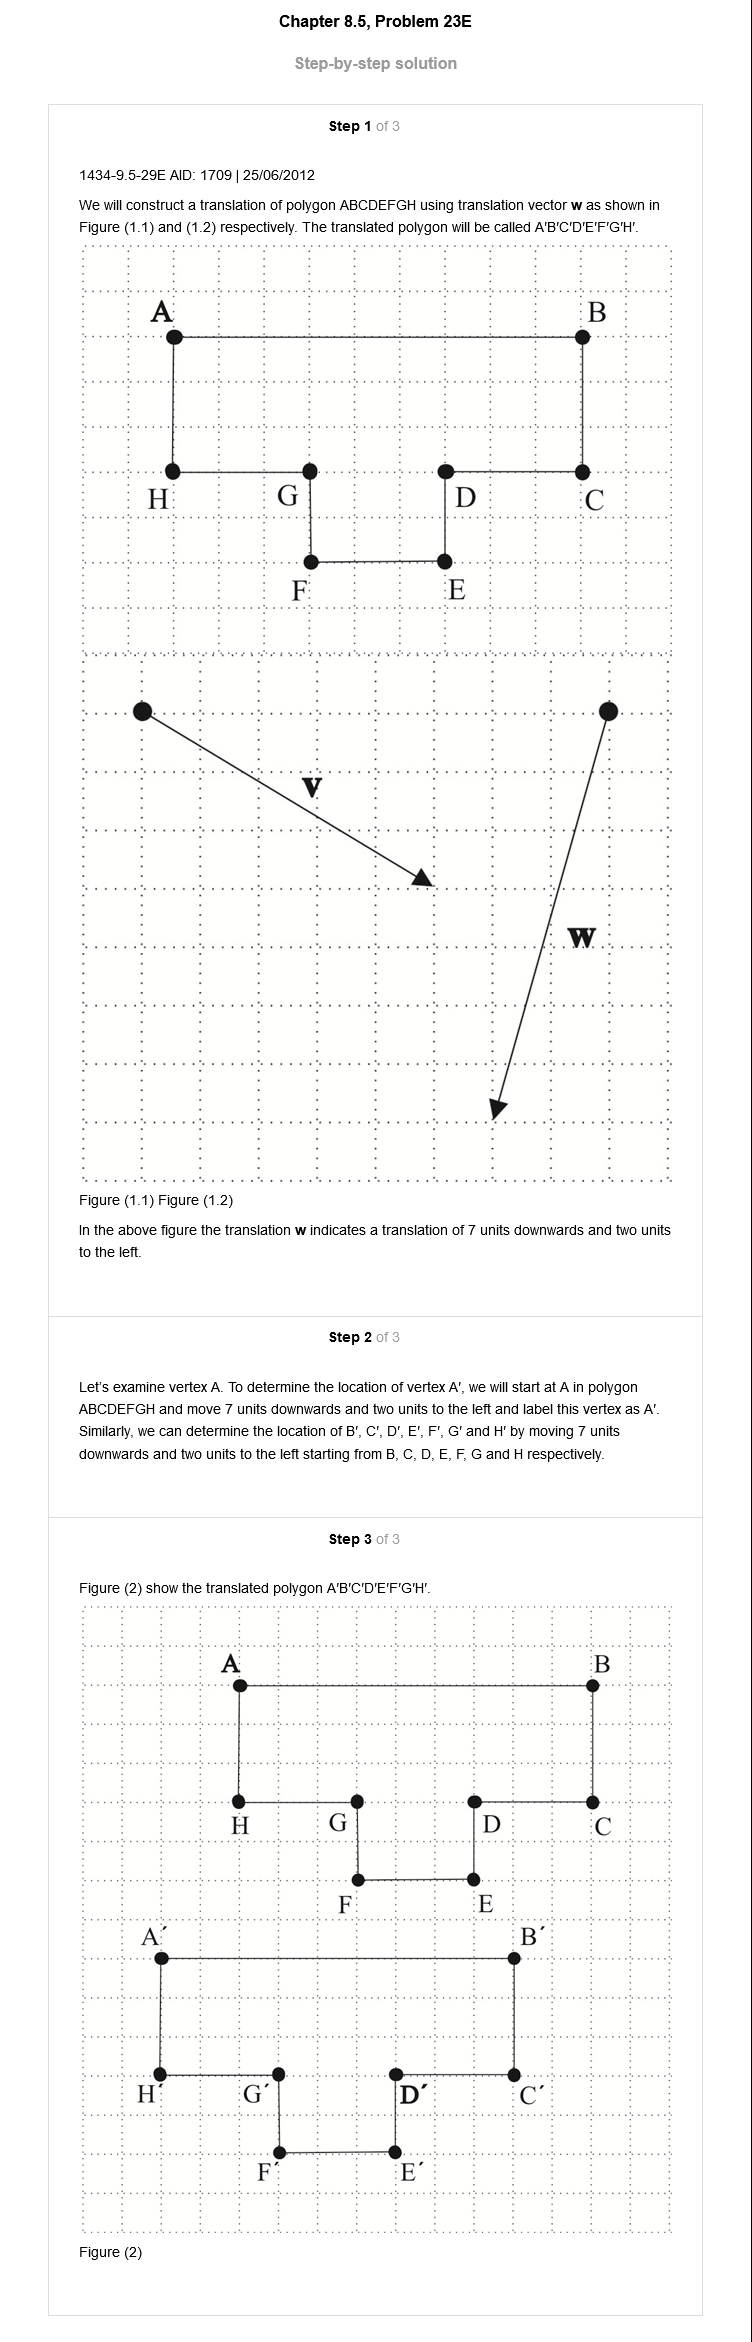 Chapter 8.5, Problem 23E
Step-by-step solution
Step 1 of 3
1434-9.5-29E AID: 1709 | 25/06/2012
We will construct a translation of polygon ABCDEFGH using translation vector w as shown in
Figure (1.1) and (1.2) respectively. The translated polygon will be called A′B′C′D′E′F′G′H′.
A B
H G D C
F E
v
w
Figure (1.1) Figure (1.2)
In the above figure the translation w indicates a translation of 7 units downwards and two units
to the left.
Step 2 of 3
Let's examine vertex A. To determine the location of vertex A′, we will start at A in polygon
ABCDEFGH and move 7 units downwards and two units to the left and label this vertex as A′.
Similarly, we can determine the location of B′, C′, D′, E′, F′, G′ and H′ by moving 7 units
downwards and two units to the left starting from B, C, D, E, F, G and H respectively.
Step 3 of 3
Figure (2) show the translated polygon A′B′C′D′E′F′G′H′.
A B
H G D C
F E
A´ B´
H´ G´ D´ C´
F´ E´
Figure (2)